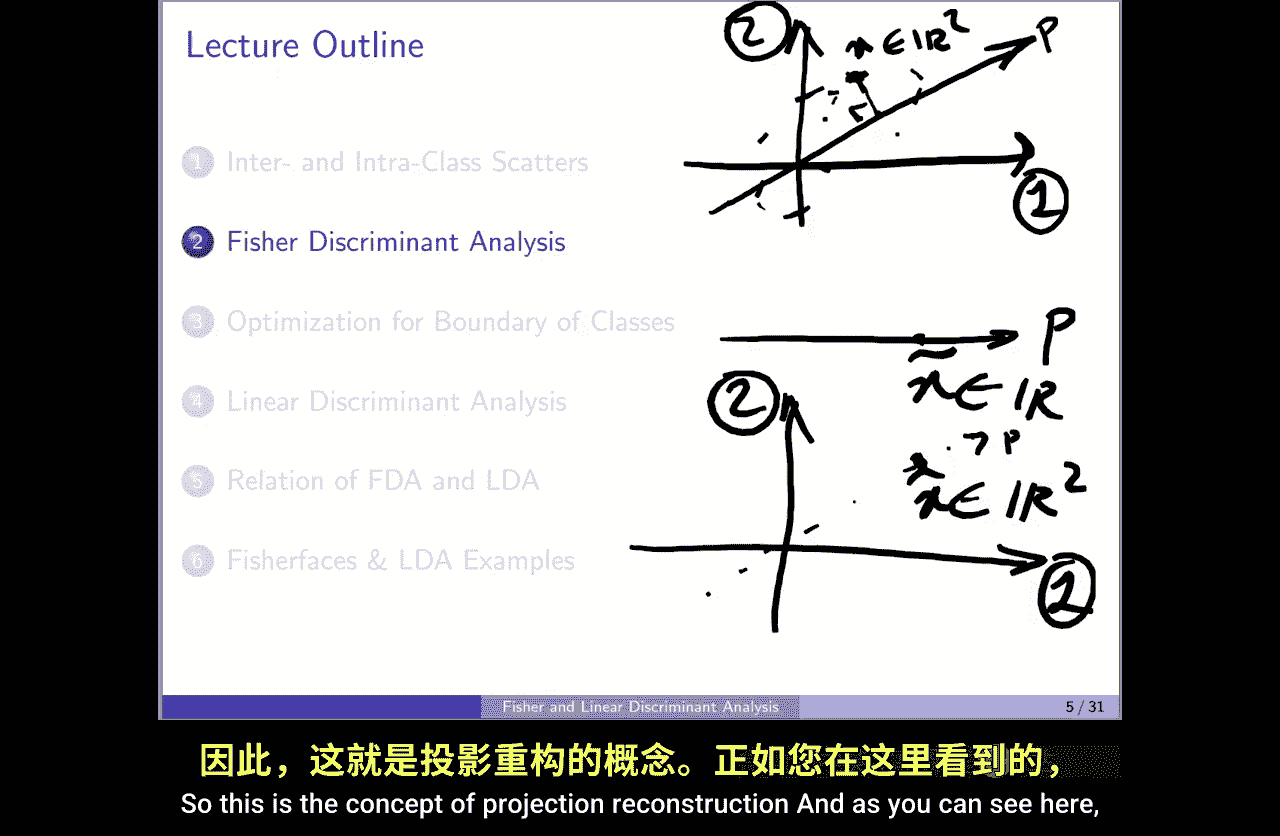 Lecture Outline
1 Inter- and Intra-Class Scatters
2 Fisher Discriminant Analysis
3 Optimization for Boundary of Classes
4 Linear Discriminant Analysis
5 Relation of FDA and LDA
6 Fisherfaces & LDA Examples
2
x ∈ ℝ²
P
1
P
x̃ ∈ ℝ
2
P
x̂ ∈ ℝ²
1
Fisher and Linear Discriminant Analysis
5 / 31
因此，这就是投影重构的概念。正如您在这里看到的，
So this is the concept of projection reconstruction And as you can see here,